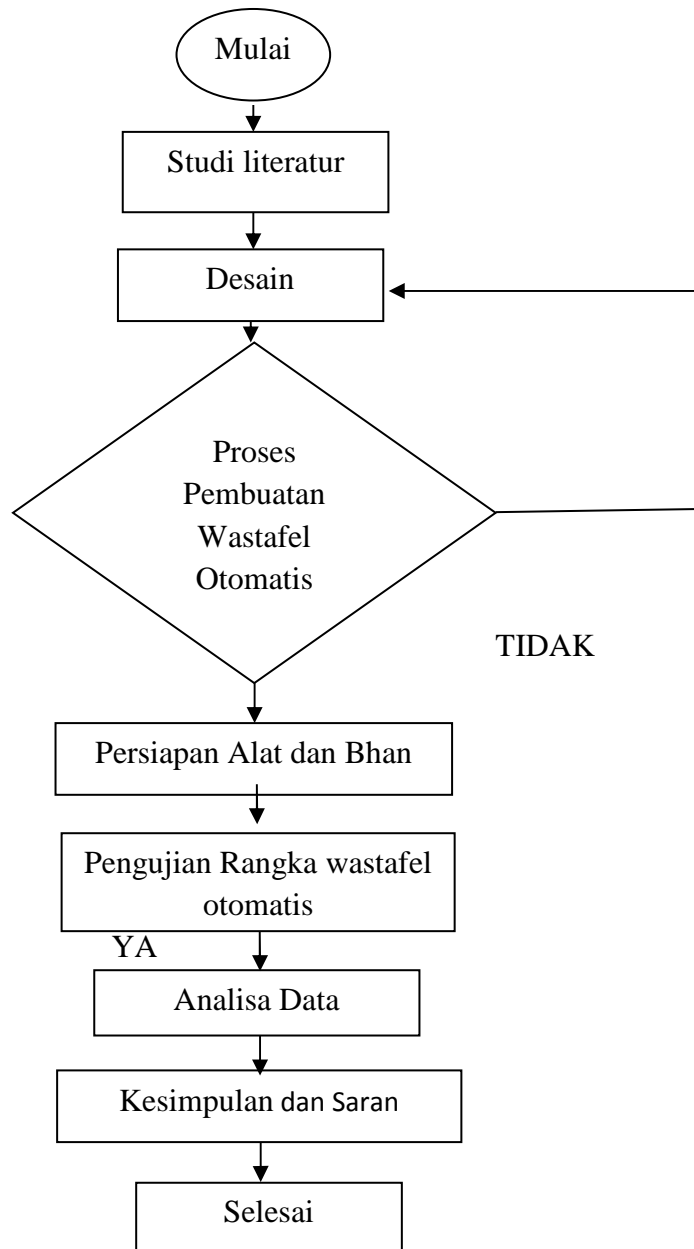 Mulai
Studi literatur
Desain
Proses
Pembuatan
Wastafel
Otomatis
TIDAK
Persiapan Alat dan Bhan
Pengujian Rangka wastafel
otomatis
YA
Analisa Data
Kesimpulan dan Saran
Selesai